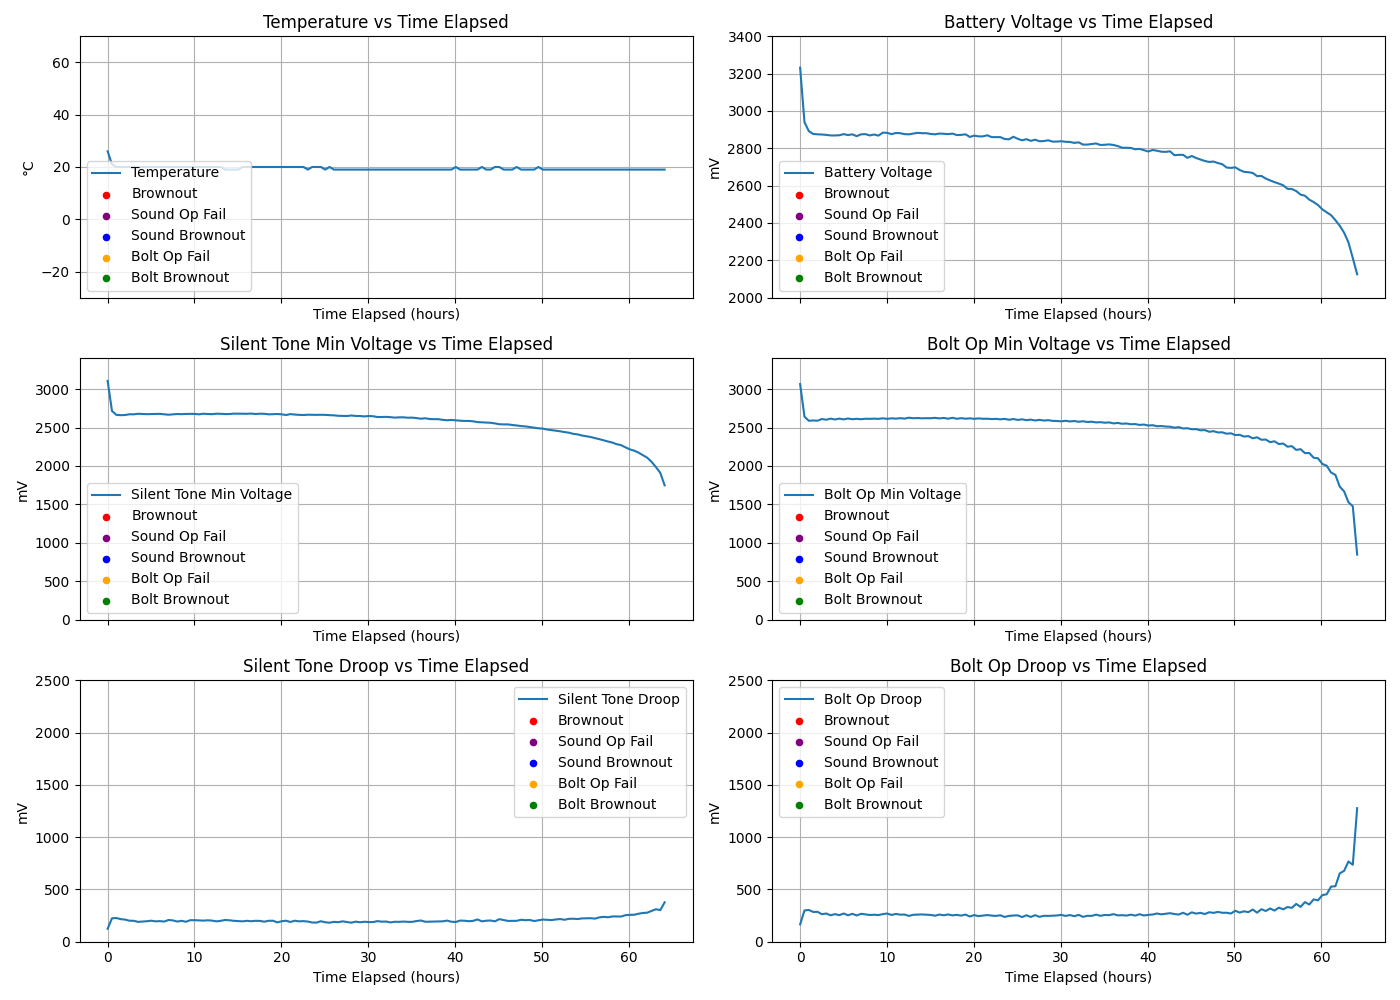 Temperature vs Time Elapsed
60
40
20
0
−20
°C
Temperature
Brownout
Sound Op Fail
Sound Brownout
Bolt Op Fail
Bolt Brownout
Time Elapsed (hours)
Battery Voltage vs Time Elapsed
3400
3200
3000
2800
2600
2400
2200
2000
mV
Battery Voltage
Brownout
Sound Op Fail
Sound Brownout
Bolt Op Fail
Bolt Brownout
Time Elapsed (hours)
Silent Tone Min Voltage vs Time Elapsed
3000
2500
2000
1500
1000
500
0
mV
Silent Tone Min Voltage
Brownout
Sound Op Fail
Sound Brownout
Bolt Op Fail
Bolt Brownout
Time Elapsed (hours)
Bolt Op Min Voltage vs Time Elapsed
3000
2500
2000
1500
1000
500
0
mV
Bolt Op Min Voltage
Brownout
Sound Op Fail
Sound Brownout
Bolt Op Fail
Bolt Brownout
Time Elapsed (hours)
Silent Tone Droop vs Time Elapsed
2500
2000
1500
1000
500
0
mV
Silent Tone Droop
Brownout
Sound Op Fail
Sound Brownout
Bolt Op Fail
Bolt Brownout
0 10 20 30 40 50 60
Time Elapsed (hours)
Bolt Op Droop vs Time Elapsed
2500
2000
1500
1000
500
0
mV
Bolt Op Droop
Brownout
Sound Op Fail
Sound Brownout
Bolt Op Fail
Bolt Brownout
0 10 20 30 40 50 60
Time Elapsed (hours)